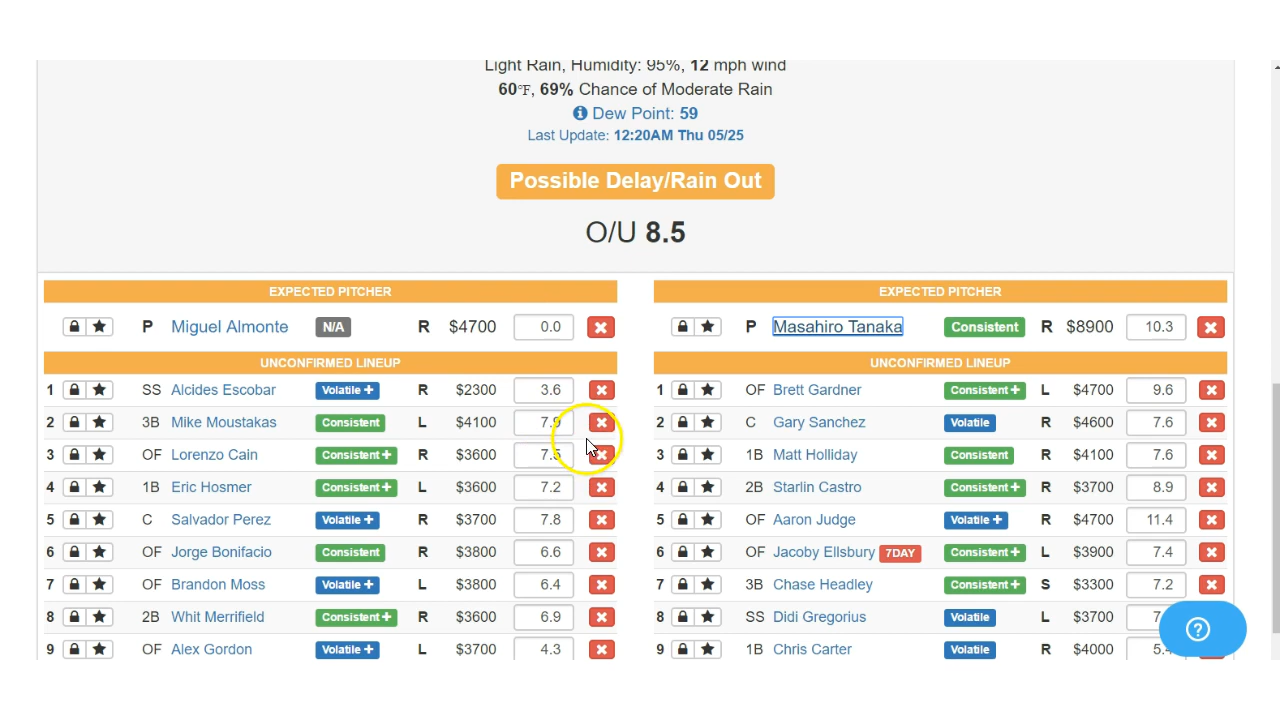 Light Rain, Humidity: 95%, 12 mph wind
60°F, 69% Chance of Moderate Rain
Dew Point: 59
Last Update: 12:20AM Thu 05/25
Possible Delay/Rain Out
O/U 8.5
EXPECTED PITCHER
P Miguel Almonte N/A R $4700 0.0
UNCONFIRMED LINEUP
1 SS Alcides Escobar Volatile + R $2300 3.6
2 3B Mike Moustakas Consistent L $4100 7.9
3 OF Lorenzo Cain Consistent + R $3600 7.5
4 1B Eric Hosmer Consistent + L $3600 7.2
5 C Salvador Perez Volatile + R $3700 7.8
6 OF Jorge Bonifacio Consistent R $3800 6.6
7 OF Brandon Moss Volatile + L $3800 6.4
8 2B Whit Merrifield Consistent + R $3600 6.9
9 OF Alex Gordon Volatile + L $3700 4.3
EXPECTED PITCHER
P Masahiro Tanaka Consistent R $8900 10.3
UNCONFIRMED LINEUP
1 OF Brett Gardner Consistent + L $4700 9.6
2 C Gary Sanchez Volatile R $4600 7.6
3 1B Matt Holliday Consistent R $4100 7.6
4 2B Starlin Castro Consistent + R $3700 8.9
5 OF Aaron Judge Volatile + R $4700 11.4
6 OF Jacoby Ellsbury 7DAY Consistent + L $3900 7.4
7 3B Chase Headley Consistent + S $3300 7.2
8 SS Didi Gregorius Volatile L $3700
9 1B Chris Carter Volatile R $4000